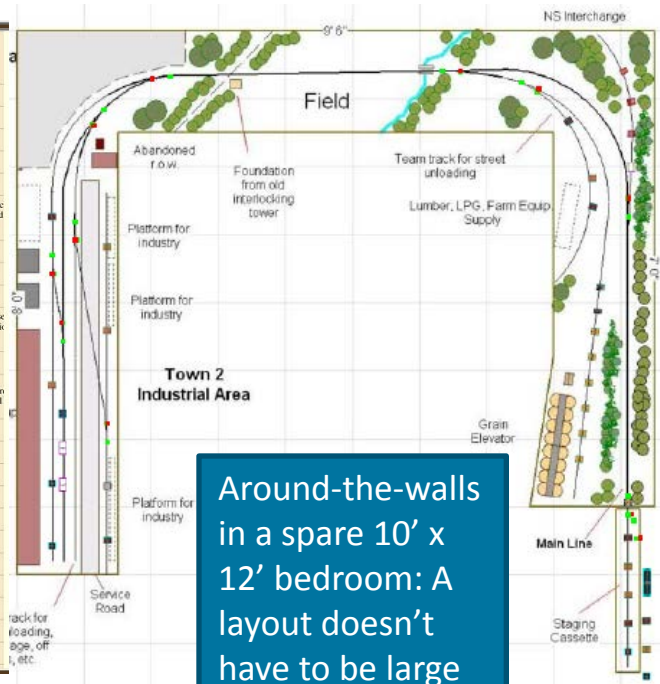 NS Interchange
9' 6"
Field
Abandoned
r.o.w.
Foundation
from old
interlocking
tower
Team track for street
unloading
Lumber, LPG, Farm Equip.
Supply
Platform for
industry
Platform for
industry
8' 0"
7' 0"
Town 2
Industrial Area
Grain
Elevator
Platform for
industry
Main Line
Service
Road
Staging
Cassette
Around-the-walls
in a spare 10' x
12' bedroom: A
layout doesn't
have to be large